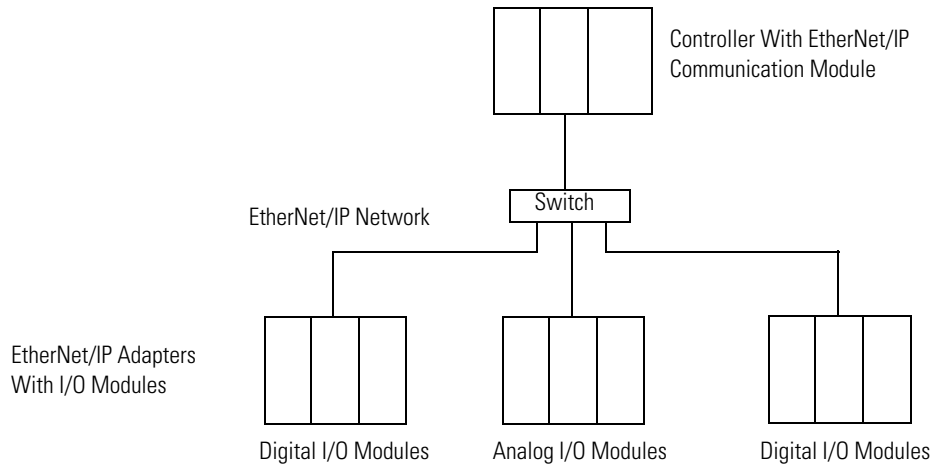 Controller With EtherNet/IP
Communication Module
Switch
EtherNet/IP Network
EtherNet/IP Adapters
With I/O Modules
Digital I/O Modules
Analog I/O Modules
Digital I/O Modules